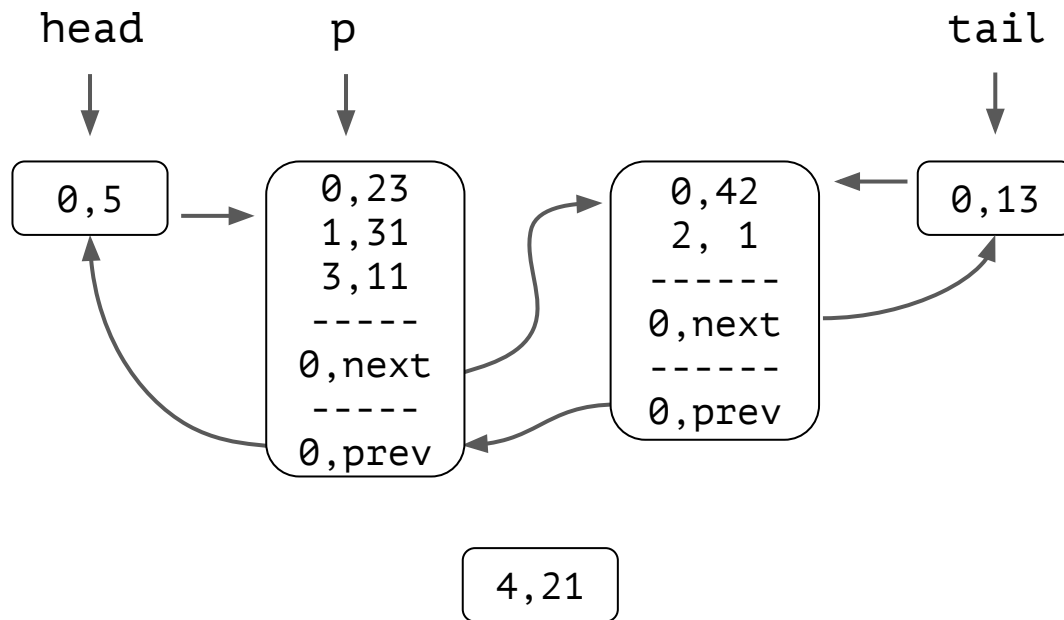 head
p
tail
0,5
0,23
1,31
3,11
-----
0,next
-----
0,prev
0,42
2, 1
------
0,next
------
0,prev
0,13
4,21